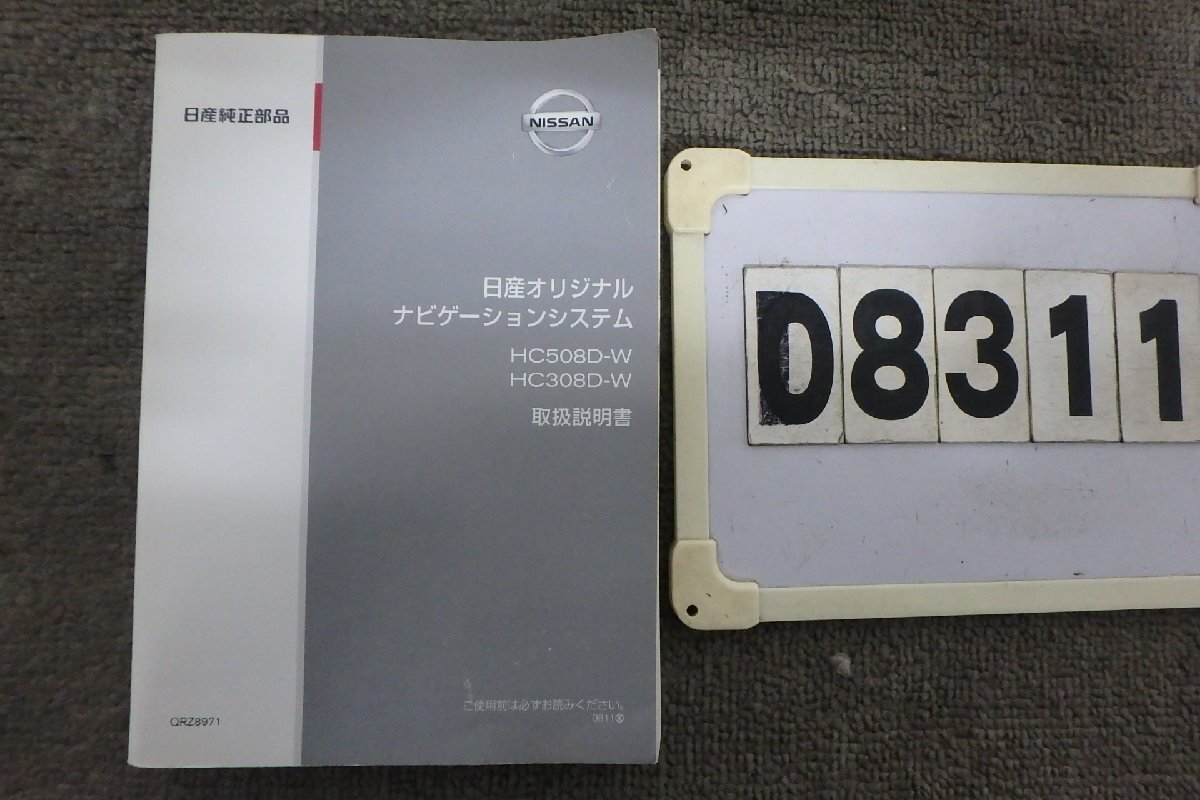 日産純正部品
NISSAN
日産オリジナル
ナビゲーションシステム
HC508D-W
HC308D-W
取扱説明書
QRZ8971
ご使用前は必ずお読みください。
D8311